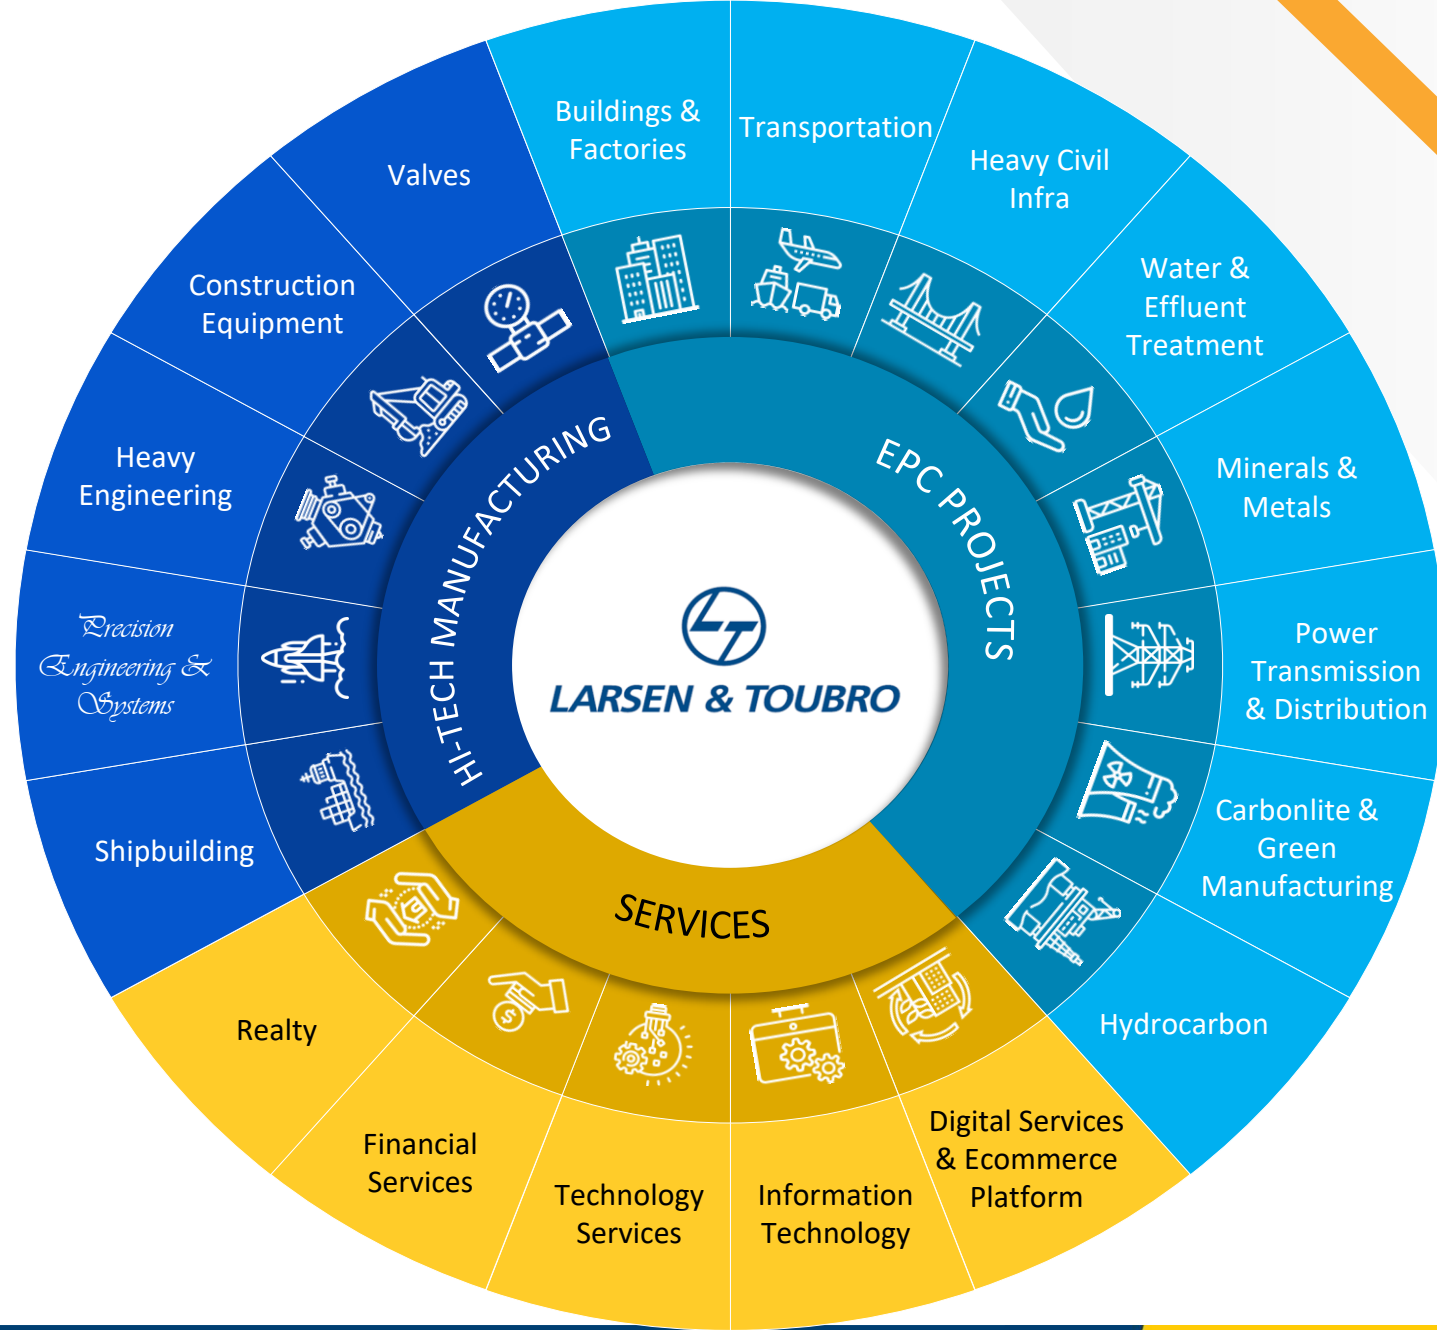 Buildings &
Factories
Transportation
Heavy Civil
Infra
Water &
Effluent
Treatment
Minerals &
Metals
Power
Transmission
& Distribution
Carbonlite &
Green
Manufacturing
Hydrocarbon
Digital Services
& Ecommerce
Platform
Information
Technology
Technology
Services
Financial
Services
Realty
Shipbuilding
Precision
Engineering &
Systems
Heavy
Engineering
Construction
Equipment
Valves
HI-TECH MANUFACTURING
EPC PROJECTS
SERVICES
LT
LARSEN & TOUBRO